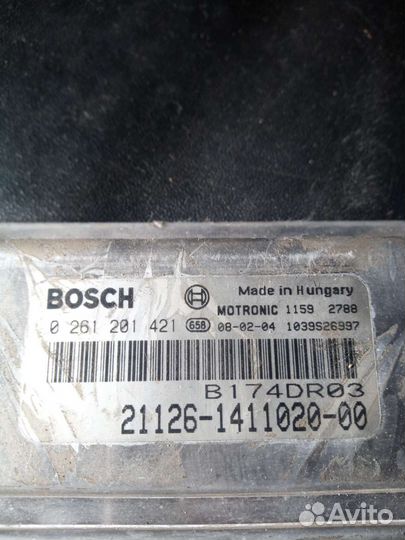 BOSCH
Made in Hungary
MOTRONIC 1159 2788
0 261 201 421 658 08-02-04 1039S26997
B174DR03
21126-1411020-00
Avito